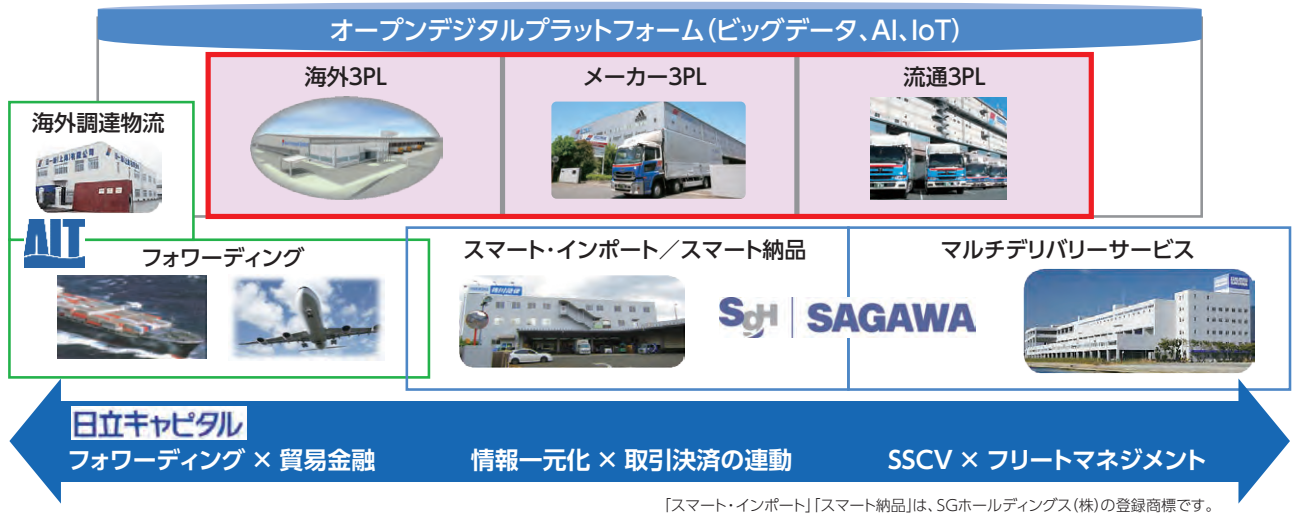 オープンデジタルプラットフォーム（ビッグデータ、AI、IoT）
海外3PL
メーカー3PL
流通3PL
海外調達物流
AIT
フォワーディング
スマート・インポート／スマート納品
マルチデリバリーサービス
SGH SAGAWA
日立キャピタル
フォワーディング × 貿易金融
情報一元化 × 取引決済の連動
SSCV × フリートマネジメント
「スマート・インポート」「スマート納品」は、SGホールディングス（株）の登録商標です。